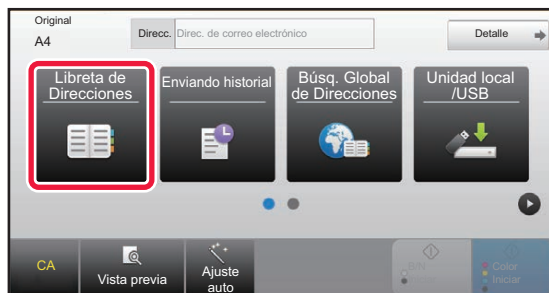 Original
A4
Direcc.
Direc. de correo electrónico
Detalle
Libreta de
Direcciones
Enviando historial
Búsq. Global
de Direcciones
Unidad local
/USB
CA
Vista previa
Ajuste
auto
B/N
Iniciar
Color
Iniciar